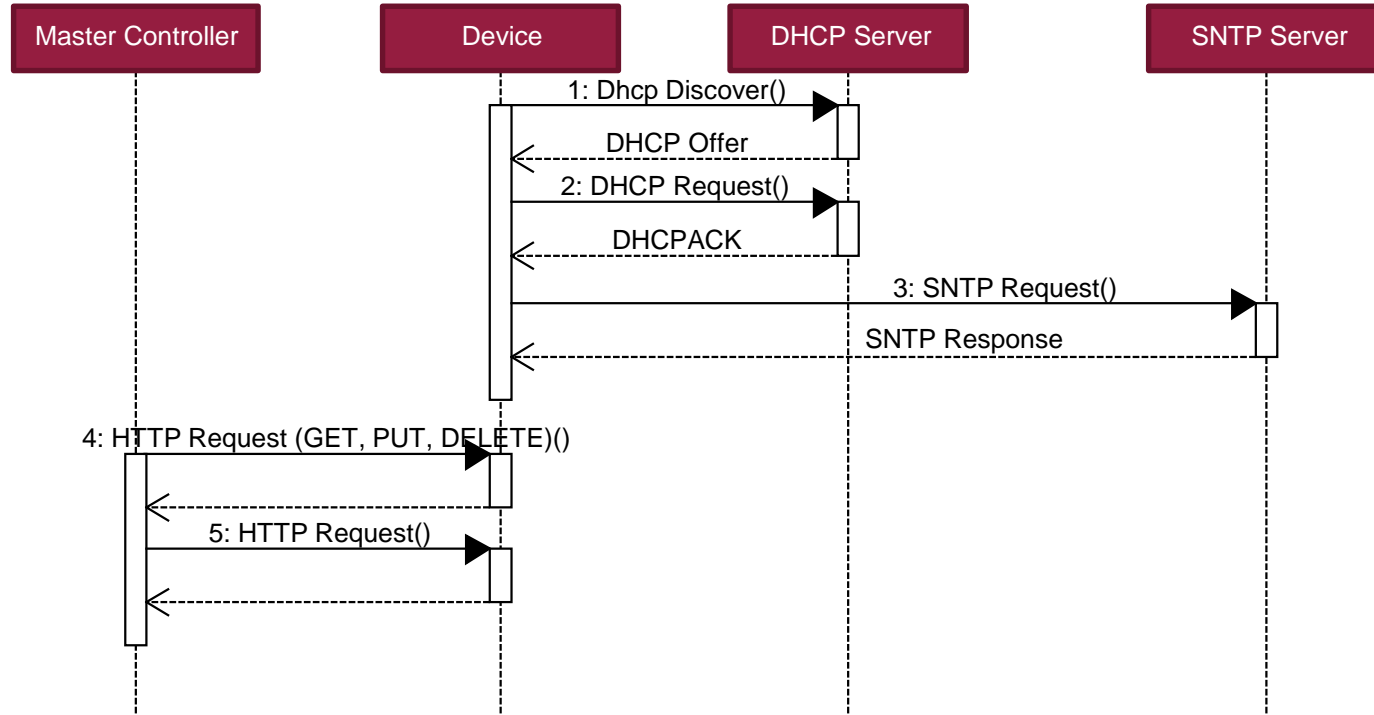 Master Controller
Device
DHCP Server
SNTP Server
1: Dhcp Discover()
DHCP Offer
2: DHCP Request()
DHCPACK
3: SNTP Request()
SNTP Response
4: HTTP Request (GET, PUT, DELETE)()
5: HTTP Request()